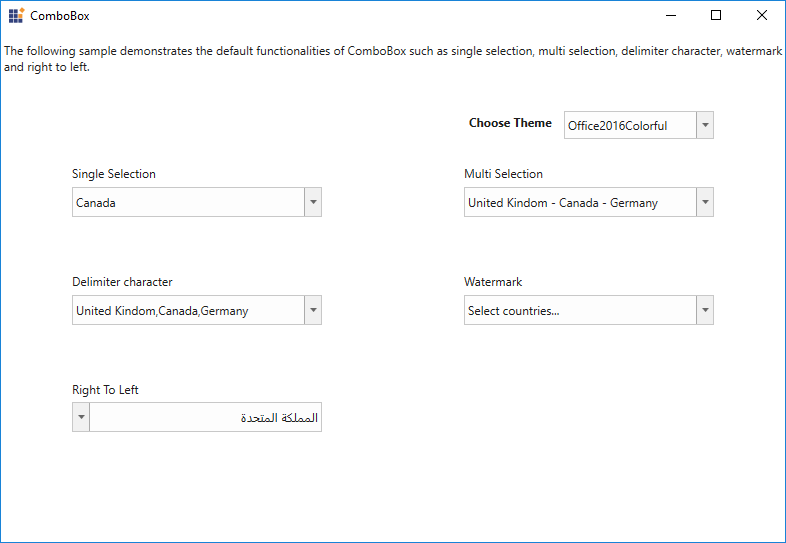 ComboBox
The following sample demonstrates the default functionalities of ComboBox such as single selection, multi selection, delimiter character, watermark
and right to left.
Choose Theme
Office2016Colorful
Single Selection
Multi Selection
Canada
United Kindom - Canada - Germany
Delimiter character
Watermark
United Kindom,Canada,Germany
Select countries...
Right To Left
المملكة المتحدة